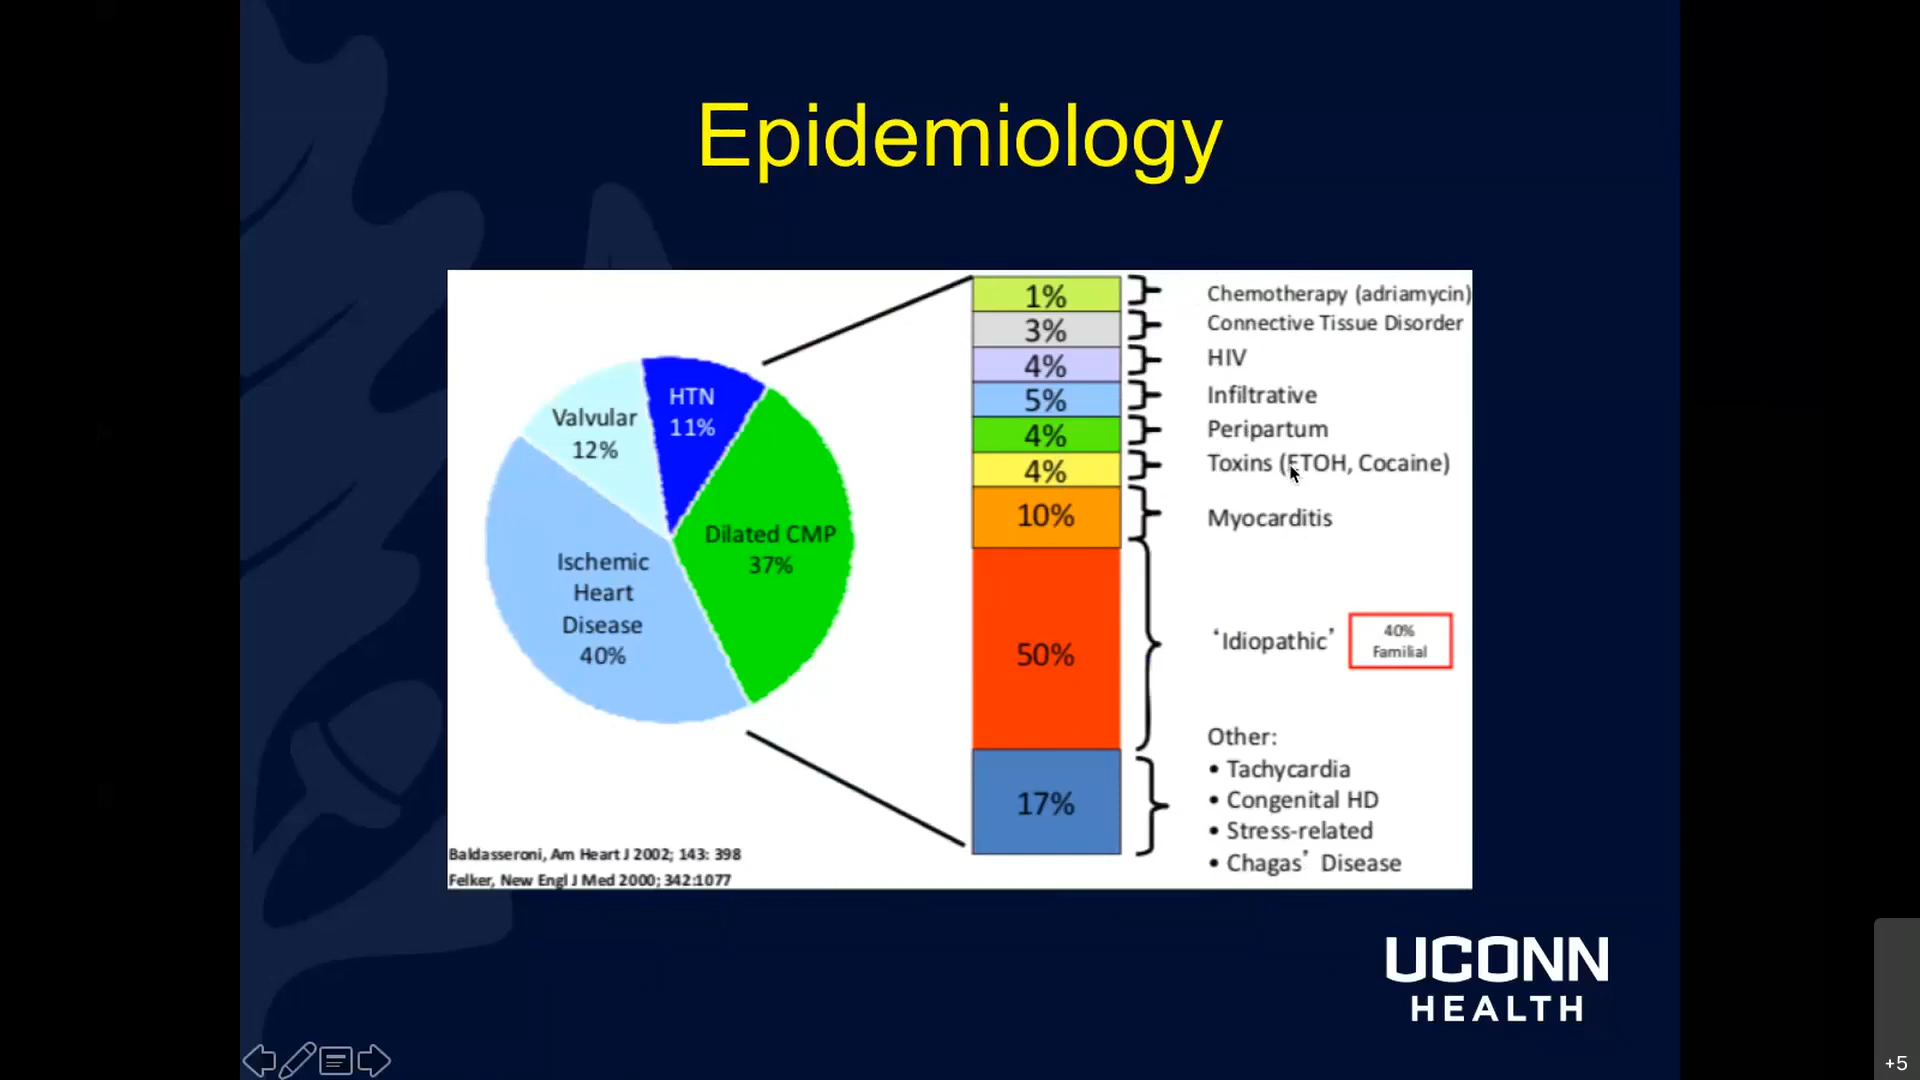 Epidemiology
Valvular
12%
HTN
11%
Dilated CMP
37%
Ischemic
Heart
Disease
40%
1%
3%
4%
5%
4%
4%
10%
50%
17%
Chemotherapy (adriamycin)
Connective Tissue Disorder
HIV
Infiltrative
Peripartum
Toxins (ETOH, Cocaine)
Myocarditis
‘Idiopathic’
40%
Familial
Other:
• Tachycardia
• Congenital HD
• Stress-related
• Chagas’ Disease
Baldasseroni, Am Heart J 2002; 143: 398
Felker, New Engl J Med 2000; 342:1077
UCONN
HEALTH
+5